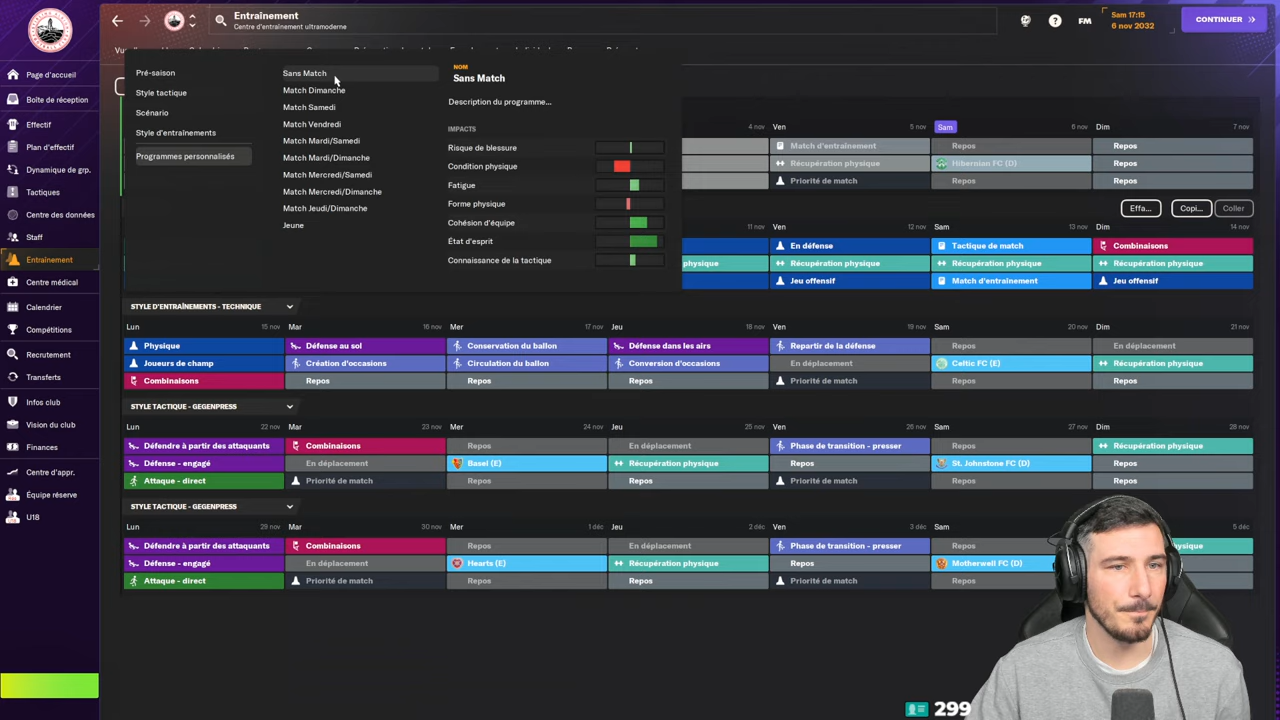 Entraînement
Centre d'entraînement ultramoderne
FM
Sam 17:15
6 nov 2032
CONTINUER
Page d'accueil
Boîte de réception
Effectif
Plan d'effectif
Dynamique de grp.
Tactiques
Centre des données
Staff
Entraînement
Centre médical
Calendrier
Compétitions
Recrutement
Transferts
Infos club
Vision du club
Finances
Centre d'appr.
Équipe réserve
U18
Pré-saison
Style tactique
Scénario
Style d'entraînements
Programmes personnalisés
Sans Match
Match Dimanche
Match Samedi
Match Vendredi
Match Mardi/Samedi
Match Mardi/Dimanche
Match Mercredi/Samedi
Match Mercredi/Dimanche
Match Jeudi/Dimanche
Jeune
NOM
Sans Match
Description du programme...
IMPACTS
Risque de blessure
Condition physique
Fatigue
Forme physique
Cohésion d'équipe
État d'esprit
Connaissance de la tactique
4 nov Ven 5 nov Sam 6 nov Dim 7 nov
Match d'entraînement Repos Repos
Récupération physique Hibernian FC (D) Repos
Priorité de match Repos Repos
Effa... Copi... Coller
11 nov Ven 12 nov Sam 13 nov Dim 14 nov
En défense Tactique de match Combinaisons
physique Récupération physique Récupération physique Récupération physique
Jeu offensif Match d'entraînement Jeu offensif
STYLE D'ENTRAÎNEMENTS - TECHNIQUE
Lun 15 nov Mar 16 nov Mer 17 nov Jeu 18 nov Ven 19 nov Sam 20 nov Dim 21 nov
Physique Défense au sol Conservation du ballon Défense dans les airs Repartir de la défense Repos En déplacement
Joueurs de champ Création d'occasions Circulation du ballon Conversion d'occasions En déplacement Celtic FC (E) Récupération physique
Combinaisons Repos Repos Repos Priorité de match Repos Repos
STYLE TACTIQUE - GEGENPRESS
Lun 22 nov Mar 23 nov Mer 24 nov Jeu 25 nov Ven 26 nov Sam 27 nov Dim 28 nov
Défendre à partir des attaquants Combinaisons Repos En déplacement Phase de transition - presser Repos Récupération physique
Défense - engagé En déplacement Basel (E) Récupération physique Repos St. Johnstone FC (D) Repos
Attaque - direct Priorité de match Repos Repos Priorité de match Repos Repos
STYLE TACTIQUE - GEGENPRESS
Lun 29 nov Mar 30 nov Mer 1 déc Jeu 2 déc Ven 3 déc Sam 5 déc
Défendre à partir des attaquants Combinaisons Repos En déplacement Phase de transition - presser Repos physique
Défense - engagé En déplacement Hearts (E) Récupération physique Repos Motherwell FC (D)
Attaque - direct Priorité de match Repos Repos Priorité de match Repos
299